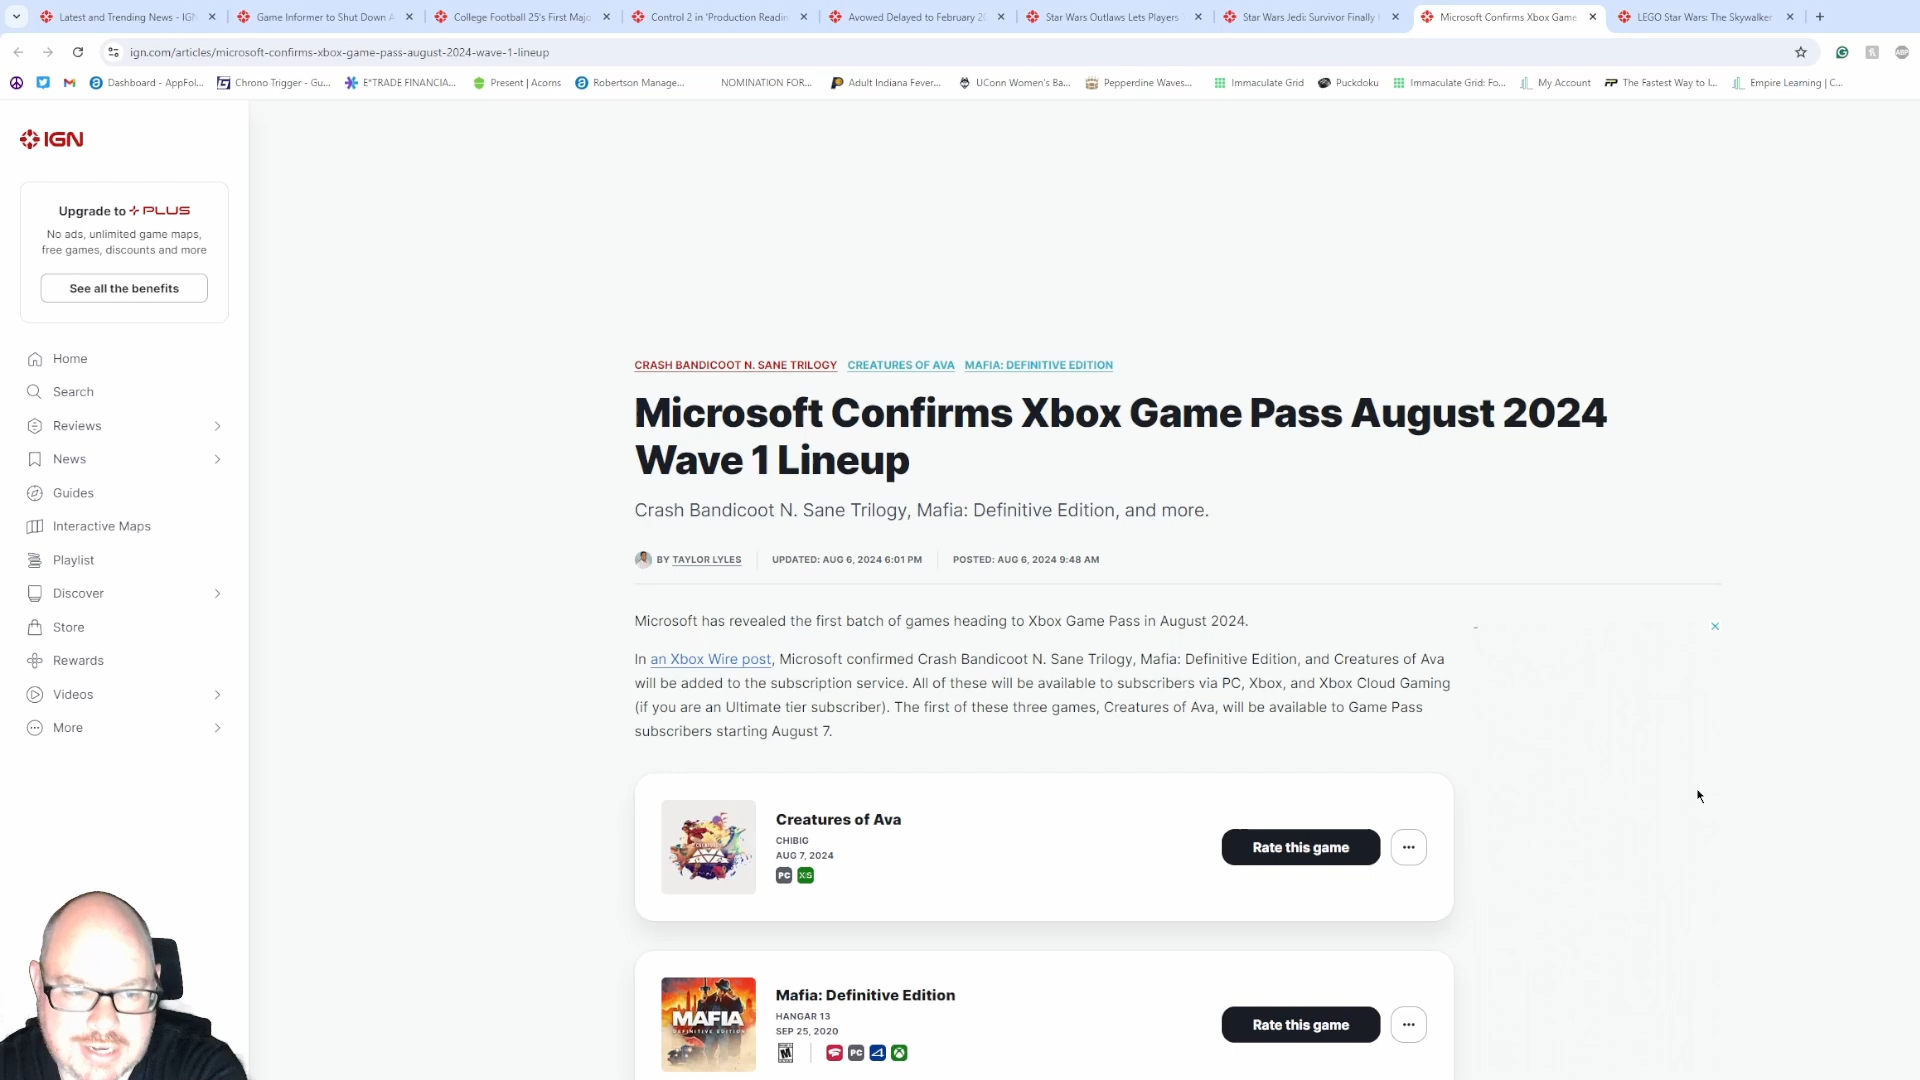 Latest and Trending News - IGN
Game Informer to Shut Down A
College Football 25's First Majo
Control 2 in 'Production Readin
Avowed Delayed to February 20
Star Wars Outlaws Lets Players
Star Wars Jedi: Survivor Finally
Microsoft Confirms Xbox Game
LEGO Star Wars: The Skywalker
ign.com/articles/microsoft-confirms-xbox-game-pass-august-2024-wave-1-lineup
Dashboard - AppFol...
Chrono Trigger - Gu...
E*TRADE FINANCIA...
Present | Acorns
Robertson Manage...
NOMINATION FOR...
Adult Indiana Fever...
UConn Women's Ba...
Pepperdine Waves...
Immaculate Grid
Puckdoku
Immaculate Grid: Fo...
My Account
The Fastest Way to l...
Empire Learning | C...
IGN
Upgrade to PLUS
No ads, unlimited game maps,
free games, discounts and more
See all the benefits
Home
Search
Reviews
News
Guides
Interactive Maps
Playlist
Discover
Store
Rewards
Videos
More
CRASH BANDICOOT N. SANE TRILOGY CREATURES OF AVA MAFIA: DEFINITIVE EDITION
Microsoft Confirms Xbox Game Pass August 2024
Wave 1 Lineup
Crash Bandicoot N. Sane Trilogy, Mafia: Definitive Edition, and more.
BY TAYLOR LYLES UPDATED: AUG 6, 2024 6:01 PM POSTED: AUG 6, 2024 9:48 AM
Microsoft has revealed the first batch of games heading to Xbox Game Pass in August 2024.
In an Xbox Wire post, Microsoft confirmed Crash Bandicoot N. Sane Trilogy, Mafia: Definitive Edition, and Creatures of Ava
will be added to the subscription service. All of these will be available to subscribers via PC, Xbox, and Xbox Cloud Gaming
(if you are an Ultimate tier subscriber). The first of these three games, Creatures of Ava, will be available to Game Pass
subscribers starting August 7.
Creatures of Ava
CHIBIG
AUG 7, 2024
PC X|S
Rate this game
Mafia: Definitive Edition
HANGAR 13
SEP 25, 2020
M PC
MAFIA
DEFINITIVE EDITION
Rate this game